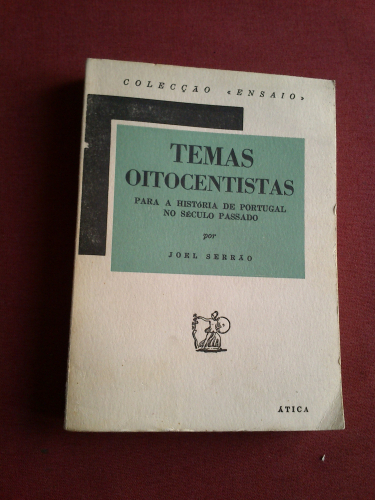 COLECÇÃO «ENSAIO»
TEMAS
OITOCENTISTAS
PARA A HISTÓRIA DE PORTUGAL
NO SÉCULO PASSADO
por
JOEL SERRÃO
ÁTICA